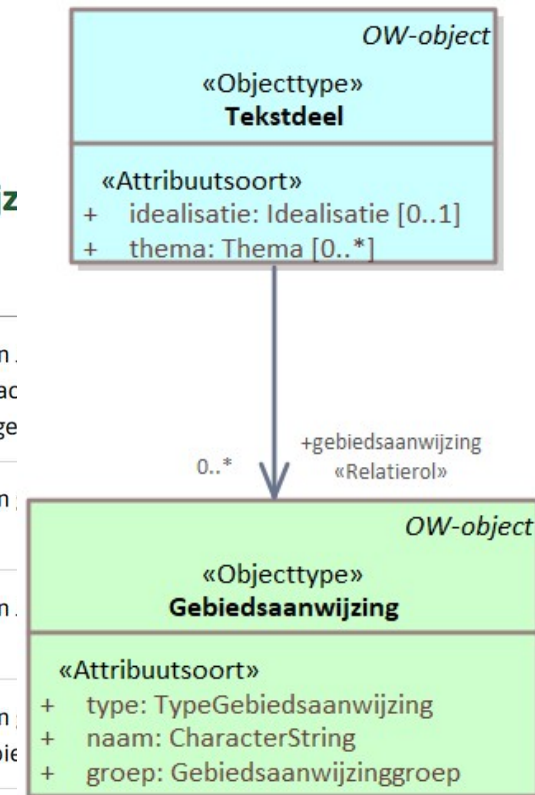 OW-object
«Objecttype»
Tekstdeel
«Attribuutsoort»
+ idealisatie: Idealisatie [0..1]
+ thema: Thema [0..*]
0..*
+gebiedsaanwijzing
«Relatierol»
OW-object
«Objecttype»
Gebiedsaanwijzing
«Attribuutsoort»
+ type: TypeGebiedsaanwijzing
+ naam: CharacterString
+ groep: Gebiedsaanwijzinggroep